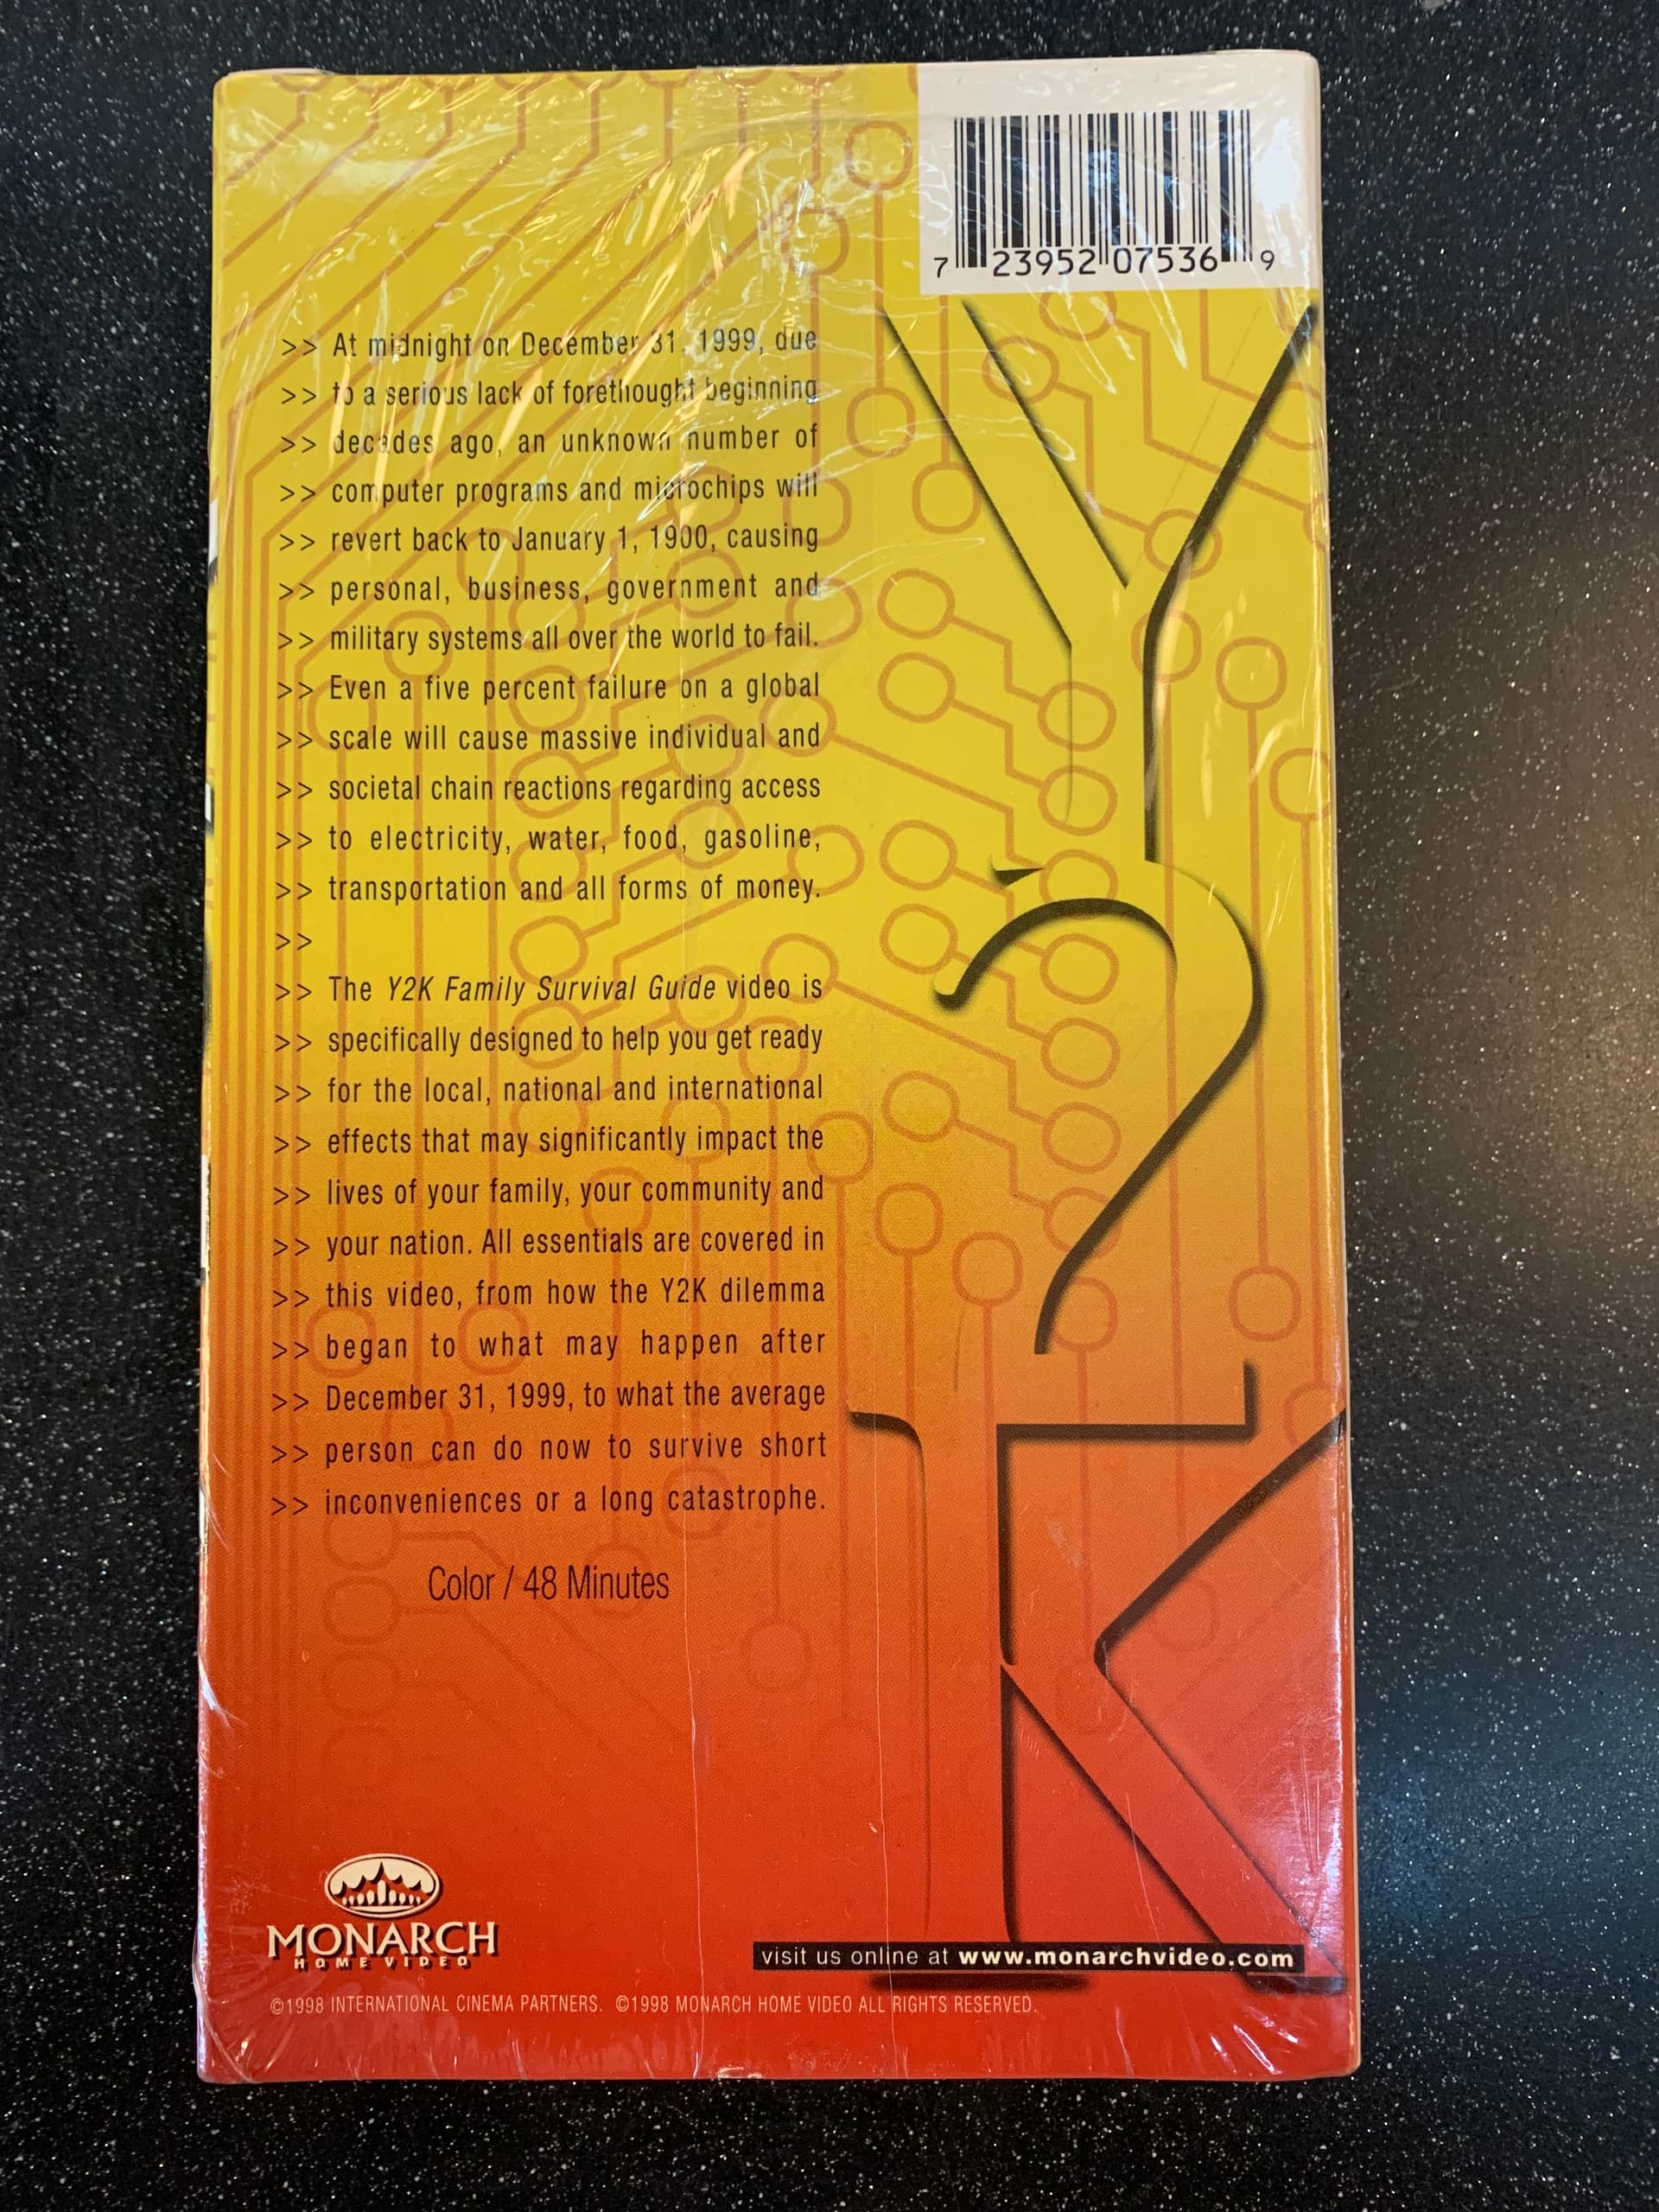 7 23952 07536 9
>> At midnight on December 31, 1999, due
>> to a serious lack of forethought beginning
>> decades ago, an unknown number of
>> computer programs and microchips will
>> revert back to January 1, 1900, causing
>> personal, business, government and
>> military systems all over the world to fail.
>> Even a five percent failure on a global
>> scale will cause massive individual and
>> societal chain reactions regarding access
>> to electricity, water, food, gasoline,
>> transportation and all forms of money.
>>
>> The Y2K Family Survival Guide video is
>> specifically designed to help you get ready
>> for the local, national and international
>> effects that may significantly impact the
>> lives of your family, your community and
>> your nation. All essentials are covered in
>> this video, from how the Y2K dilemma
>> began to what may happen after
>> December 31, 1999, to what the average
>> person can do now to survive short
>> inconveniences or a long catastrophe.
Color / 48 Minutes
Y2K
MONARCH
HOME VIDEO
visit us online at www.monarchvideo.com
©1998 INTERNATIONAL CINEMA PARTNERS. ©1998 MONARCH HOME VIDEO ALL RIGHTS RESERVED.